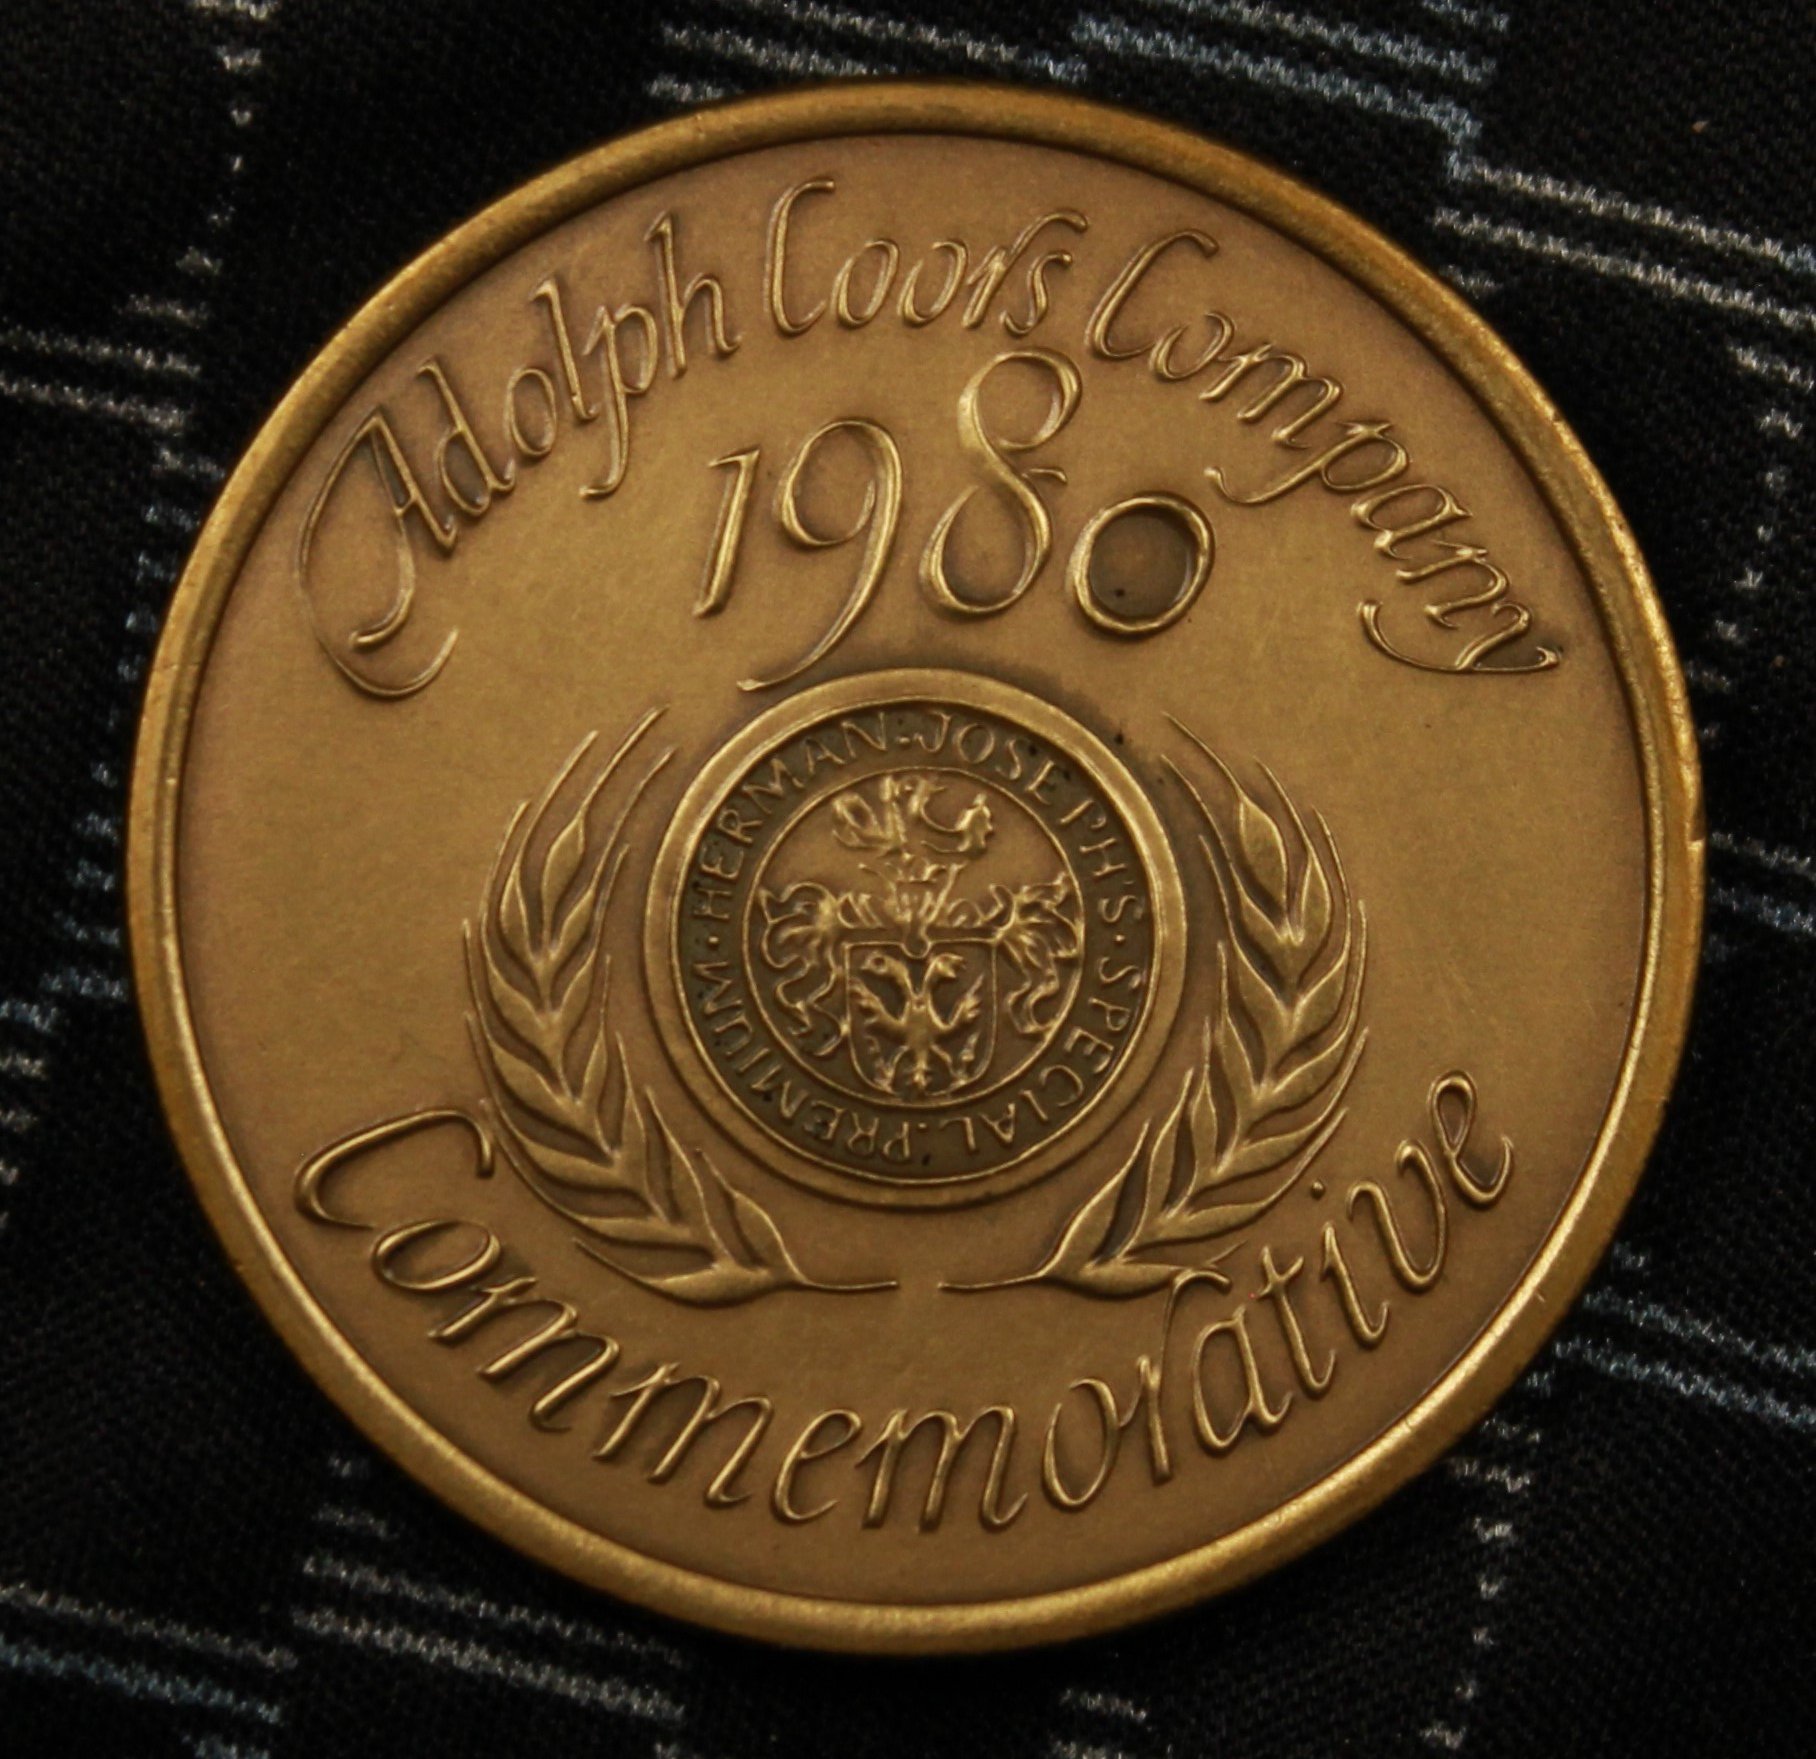 Adolph Coors Company
1980
HERMAN·JOSEPH'S·SPECIAL·PREMIUM·
Commemorative